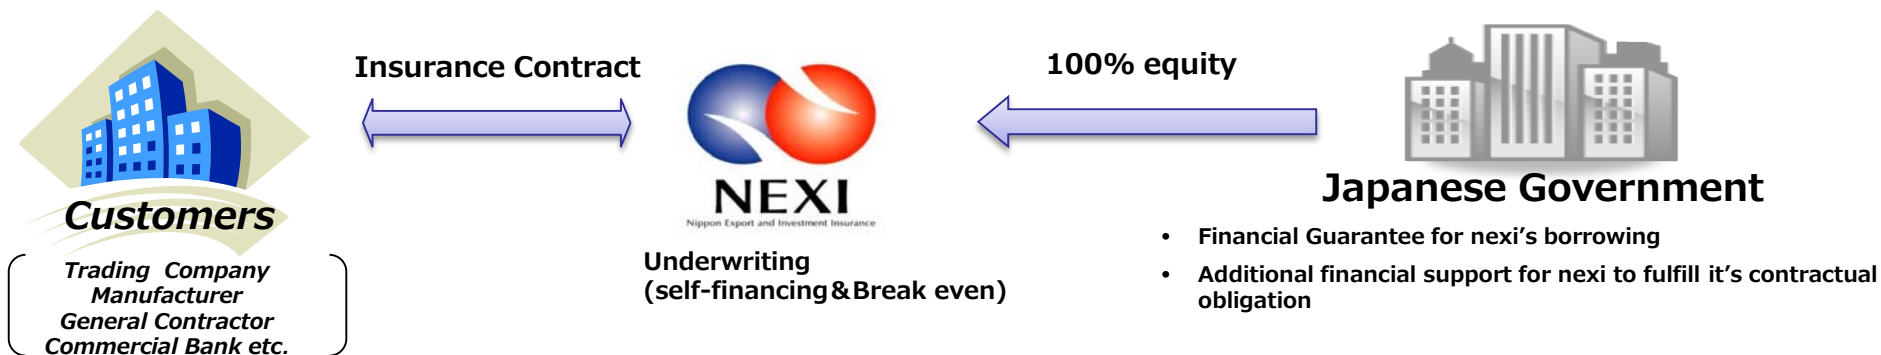 Insurance Contract
100% equity
NEXI
Nippon Export and Investment Insurance
Customers
Japanese Government
Trading Company
Manufacturer
General Contractor
Commercial Bank etc.
Underwriting
(self-financing＆Break even)
• Financial Guarantee for nexi’s borrowing
• Additional financial support for nexi to fulfill it’s contractual
obligation